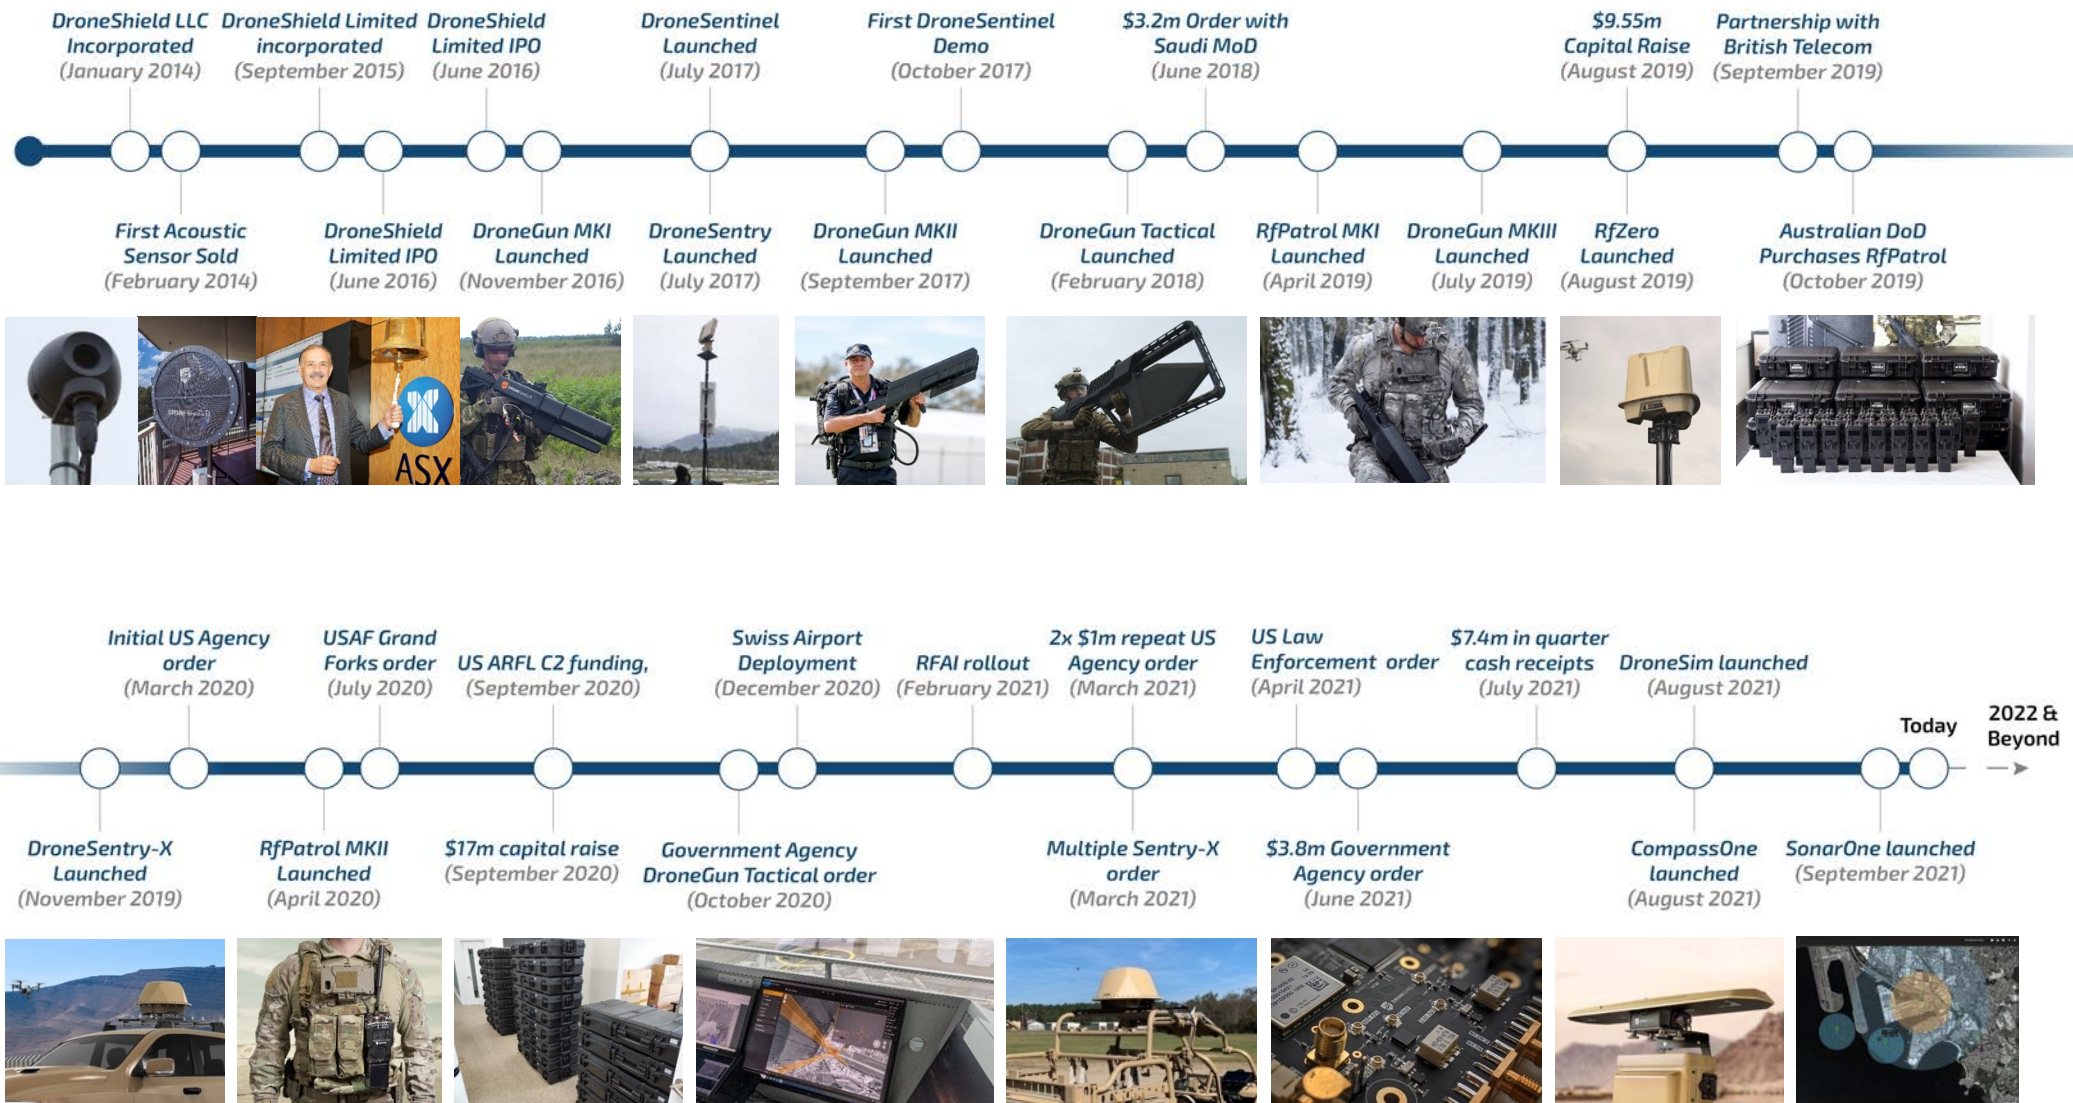 DroneShield LLC
Incorporated
(January 2014)
DroneShield Limited
incorporated
(September 2015)
DroneShield
Limited IPO
(June 2016)
DroneSentinel
Launched
(July 2017)
First DroneSentinel
Demo
(October 2017)
$3.2m Order with
Saudi MoD
(June 2018)
$9.55m
Capital Raise
(August 2019)
Partnership with
British Telecom
(September 2019)
First Acoustic
Sensor Sold
(February 2014)
DroneShield
Limited IPO
(June 2016)
DroneGun MKI
Launched
(November 2016)
DroneSentry
Launched
(July 2017)
DroneGun MKII
Launched
(September 2017)
DroneGun Tactical
Launched
(February 2018)
RfPatrol MKI
Launched
(April 2019)
DroneGun MKIII
Launched
(July 2019)
RfZero
Launched
(August 2019)
Australian DoD
Purchases RfPatrol
(October 2019)
ASX
Initial US Agency
order
(March 2020)
USAF Grand
Forks order
(July 2020)
US ARFL C2 funding,
(September 2020)
Swiss Airport
Deployment
(December 2020)
RFAI rollout
(February 2021)
2x $1m repeat US
Agency order
(March 2021)
US Law
Enforcement order
(April 2021)
$7.4m in quarter
cash receipts
(July 2021)
DroneSim launched
(August 2021)
Today
2022 &
Beyond
DroneSentry-X
Launched
(November 2019)
RfPatrol MKII
Launched
(April 2020)
$17m capital raise
(September 2020)
Government Agency
DroneGun Tactical order
(October 2020)
Multiple Sentry-X
order
(March 2021)
$3.8m Government
Agency order
(June 2021)
CompassOne
launched
(August 2021)
SonarOne launched
(September 2021)